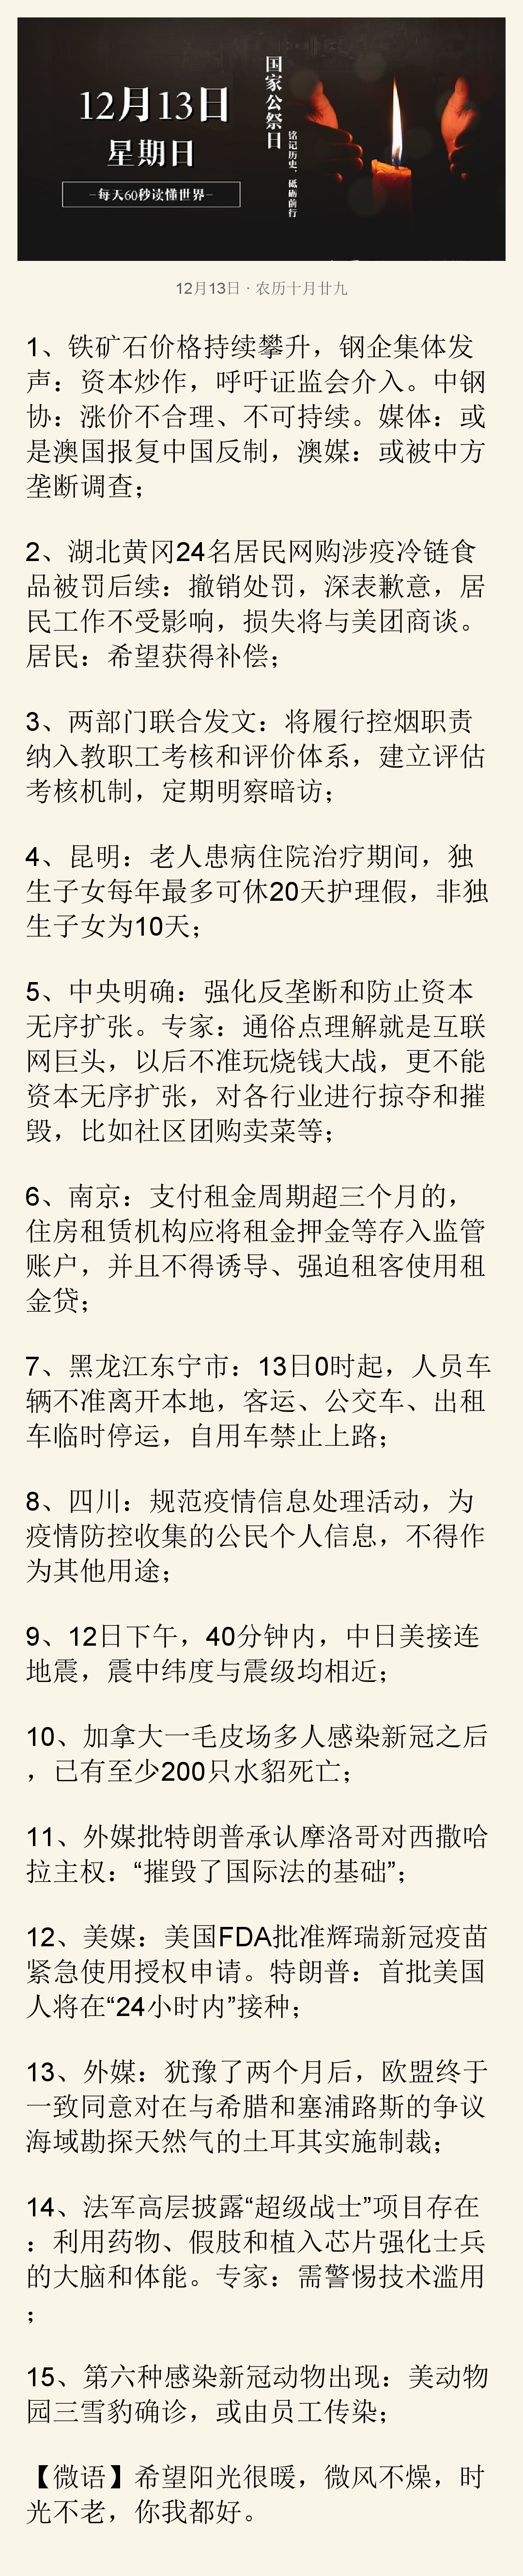 12月13日
星期日
-每天60秒读懂世界-
国家公祭日
铭记历史、砥砺前行
12月13日 · 农历十月廿九
1、铁矿石价格持续攀升，钢企集体发
声：资本炒作，呼吁证监会介入。中钢
协：涨价不合理、不可持续。媒体：或
是澳国报复中国反制，澳媒：或被中方
垄断调查；
2、湖北黄冈24名居民网购涉疫冷链食
品被罚后续：撤销处罚，深表歉意，居
民工作不受影响，损失将与美团商谈。
居民：希望获得补偿；
3、两部门联合发文：将履行控烟职责
纳入教职工考核和评价体系，建立评估
考核机制，定期明察暗访；
4、昆明：老人患病住院治疗期间，独
生子女每年最多可休20天护理假，非独
生子女为10天；
5、中央明确：强化反垄断和防止资本
无序扩张。专家：通俗点理解就是互联
网巨头，以后不准玩烧钱大战，更不能
资本无序扩张，对各行业进行掠夺和摧
毁，比如社区团购卖菜等；
6、南京：支付租金周期超三个月的，
住房租赁机构应将租金押金等存入监管
账户，并且不得诱导、强迫租客使用租
金贷；
7、黑龙江东宁市：13日0时起，人员车
辆不准离开本地，客运、公交车、出租
车临时停运，自用车禁止上路；
8、四川：规范疫情信息处理活动，为
疫情防控收集的公民个人信息，不得作
为其他用途；
9、12日下午，40分钟内，中日美接连
地震，震中纬度与震级均相近；
10、加拿大一毛皮场多人感染新冠之后
，已有至少200只水貂死亡；
11、外媒批特朗普承认摩洛哥对西撒哈
拉主权：“摧毁了国际法的基础”；
12、美媒：美国FDA批准辉瑞新冠疫苗
紧急使用授权申请。特朗普：首批美国
人将在“24小时内”接种；
13、外媒：犹豫了两个月后，欧盟终于
一致同意对在与希腊和塞浦路斯的争议
海域勘探天然气的土耳其实施制裁；
14、法军高层披露“超级战士”项目存在
：利用药物、假肢和植入芯片强化士兵
的大脑和体能。专家：需警惕技术滥用
；
15、第六种感染新冠动物出现：美动物
园三雪豹确诊，或由员工传染；
【微语】希望阳光很暖，微风不燥，时
光不老，你我都好。